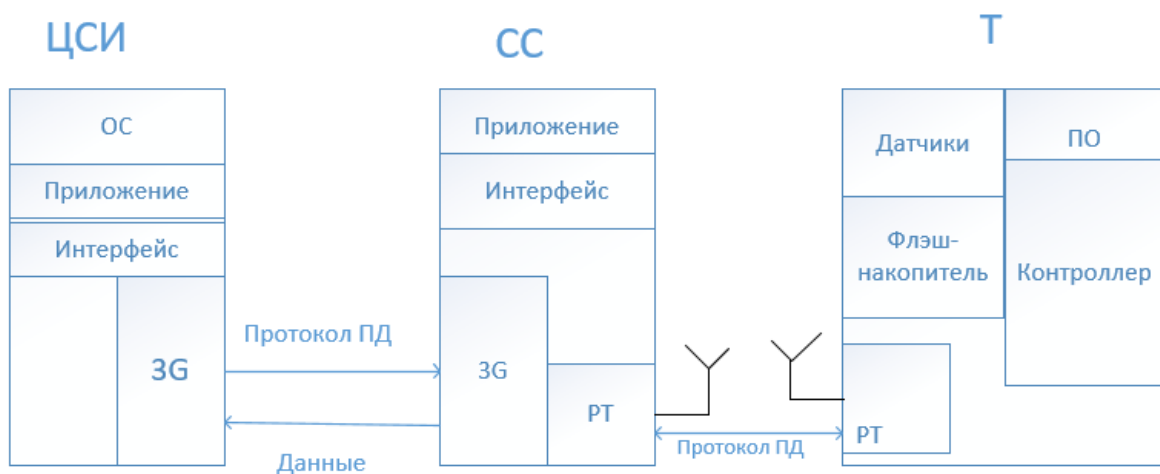 ЦСИ
СС
Т
ОС
Приложение
Интерфейс
3G
Протокол ПД
Данные
Приложение
Интерфейс
3G
РТ
Протокол ПД
Датчики
ПО
Флэш-
накопитель
Контроллер
РТ